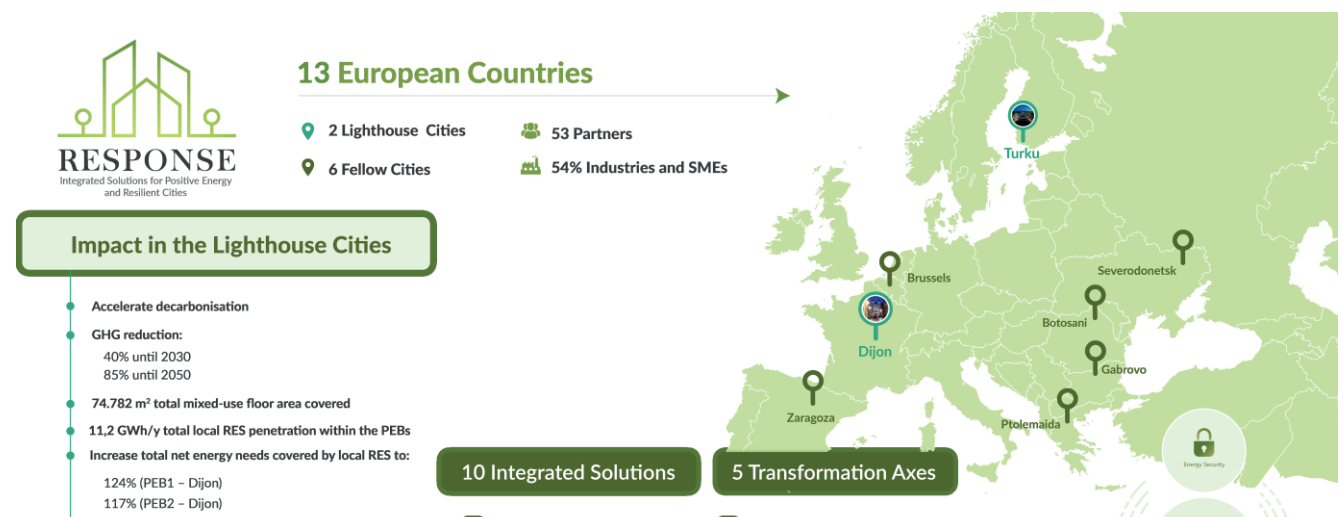 RESPONSE
Integrated Solutions for Positive Energy
and Resilient Cities
13 European Countries
2 Lighthouse Cities
53 Partners
6 Fellow Cities
54% Industries and SMEs
Impact in the Lighthouse Cities
Accelerate decarbonisation
GHG reduction:
40% until 2030
85% until 2050
74.782 m² total mixed-use floor area covered
11,2 GWh/y total local RES penetration within the PEBs
Increase total net energy needs covered by local RES to:
124% (PEB1 – Dijon)
117% (PEB2 – Dijon)
10 Integrated Solutions
5 Transformation Axes
Turku
Brussels
Severodonetsk
Botosani
Dijon
Gabrovo
Zaragoza
Ptolemaida
Energy Security